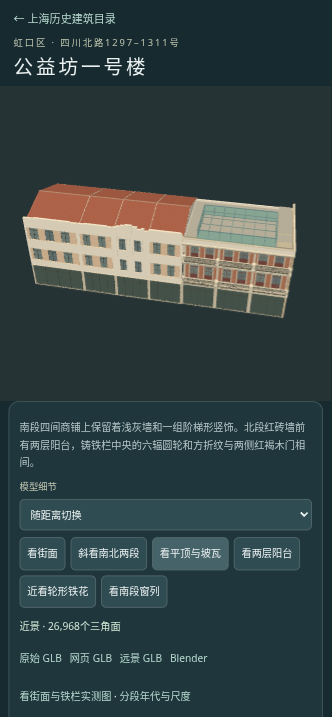 ← 上海历史建筑目录
虹口区 · 四川北路1297–1311号
公益坊一号楼
南段四间商铺上保留着浅灰墙和一组阶梯形竖饰。北段红砖墙前
有两层阳台，铸铁栏中央的六辐圆轮和方折纹与两侧红褐木门相
间。
模型细节
随距离切换
看街面 斜看南北两段 看平顶与坡瓦 看两层阳台
近看轮形铁花 看南段窗列
近景 · 26,968个三角面
原始 GLB 网页 GLB 远景 GLB Blender
看街面与铁栏实测图 · 分段年代与尺度